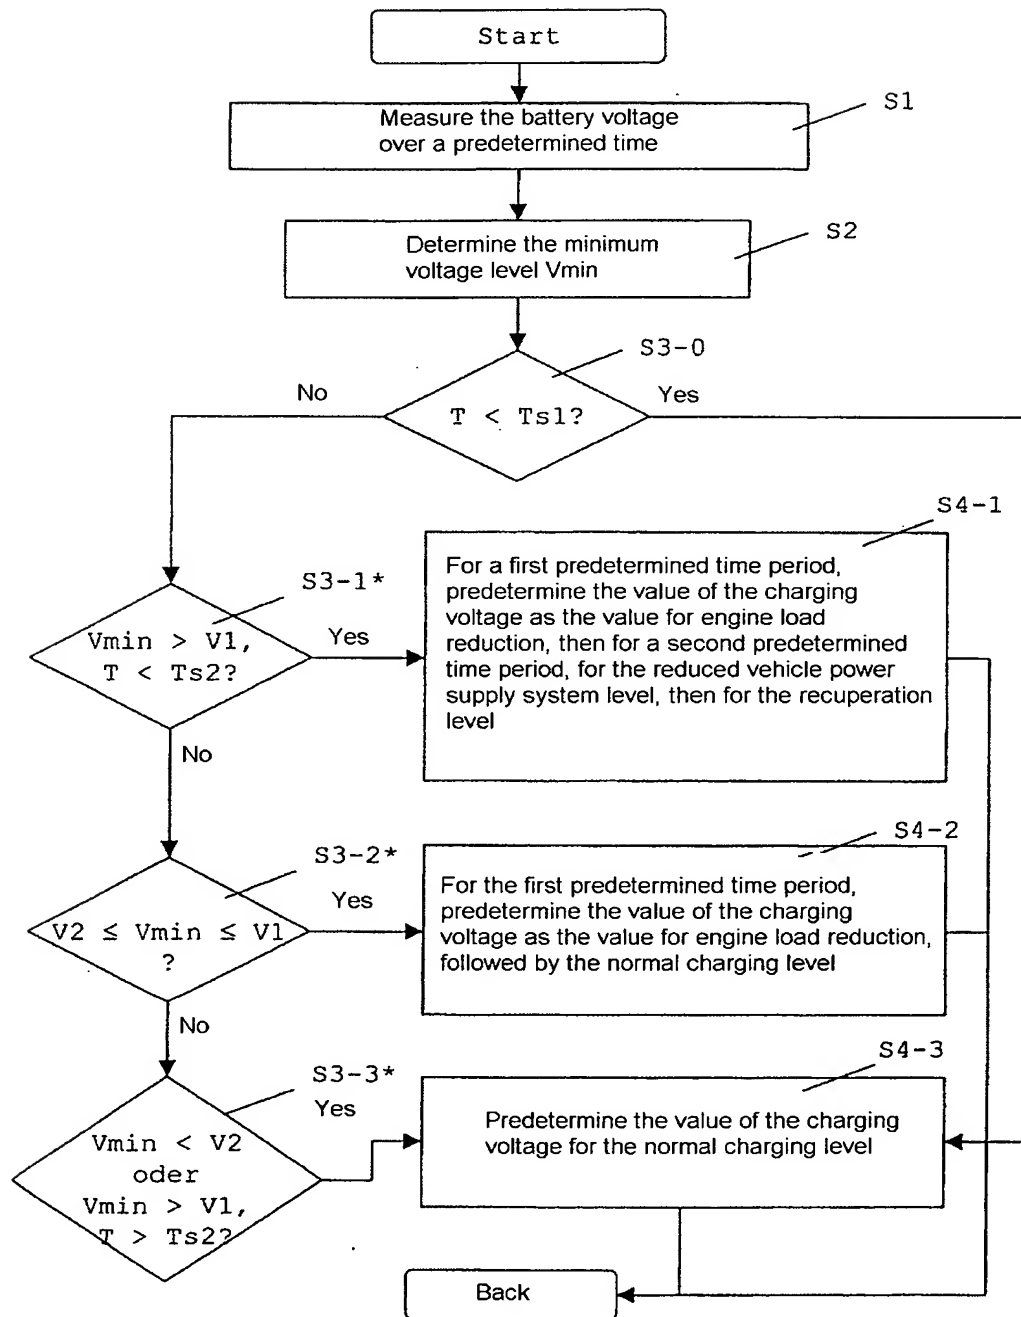 Start
S1
Measure the battery voltage
over a predetermined time
S2
Determine the minimum
voltage level Vmin
S3-0
No
T < Ts1?
Yes
S4-1
S3-1*
Vmin > V1,
T < Ts2?
Yes
For a first predetermined time period,
predetermine the value of the charging
voltage as the value for engine load
reduction, then for a second predetermined
time period, for the reduced vehicle power
supply system level, then for the recuperation
level
No
S4-2
S3-2*
V2 ≤ Vmin ≤ V1
?
Yes
For the first predetermined time period,
predetermine the value of the charging
voltage as the value for engine load reduction,
followed by the normal charging level
No
S4-3
S3-3*
Yes
Vmin < V2
oder
Vmin > V1,
T > Ts2?
Predetermine the value of the charging
voltage for the normal charging level
Back